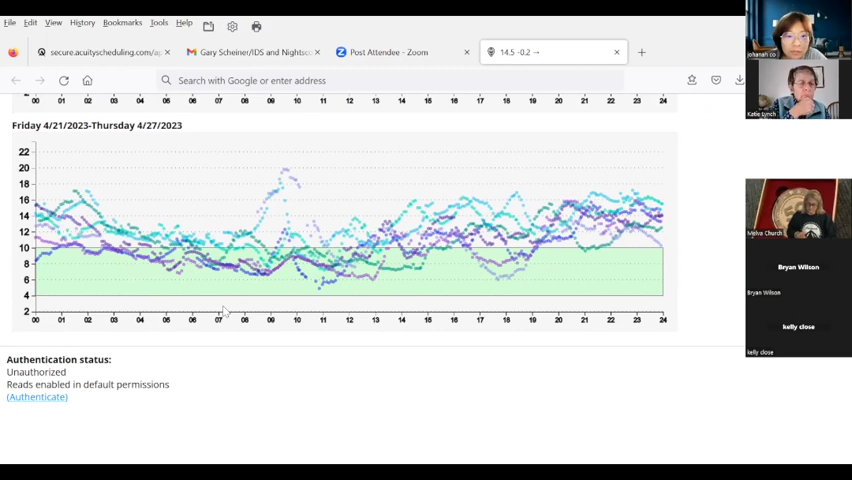 File Edit View History Bookmarks Tools Help
secure.acuityscheduling.com/ap × Gary Scheiner/IDS and Nightsco × Post Attendee - Zoom × 14.5 -0.2 → × +
Search with Google or enter address
2
00 01 02 03 04 05 06 07 08 09 10 11 12 13 14 15 16 17 18 19 20 21 22 23 24
Friday 4/21/2023-Thursday 4/27/2023
22
20
18
16
14
12
10
8
6
4
2
00 01 02 03 04 05 06 07 08 09 10 11 12 13 14 15 16 17 18 19 20 21 22 23 24
Authentication status:
Unauthorized
Reads enabled in default permissions
(Authenticate)
johanah co
Katie Lynch
Melva Church
Bryan Wilson
Bryan Wilson
kelly close
kelly close